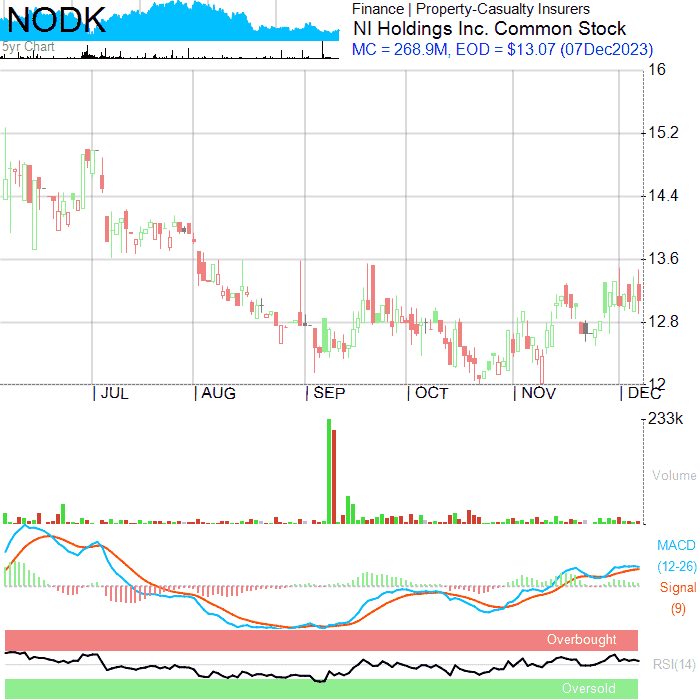 NODK
5yr Chart
Finance | Property-Casualty Insurers
NI Holdings Inc. Common Stock
MC = 268.9M, EOD = $13.07 (07Dec2023)
16
15.2
14.4
13.6
12.8
12
JUL AUG SEP OCT NOV DEC
233k
Volume
MACD
(12-26)
Signal
(9)
Overbought
RSI(14)
Oversold